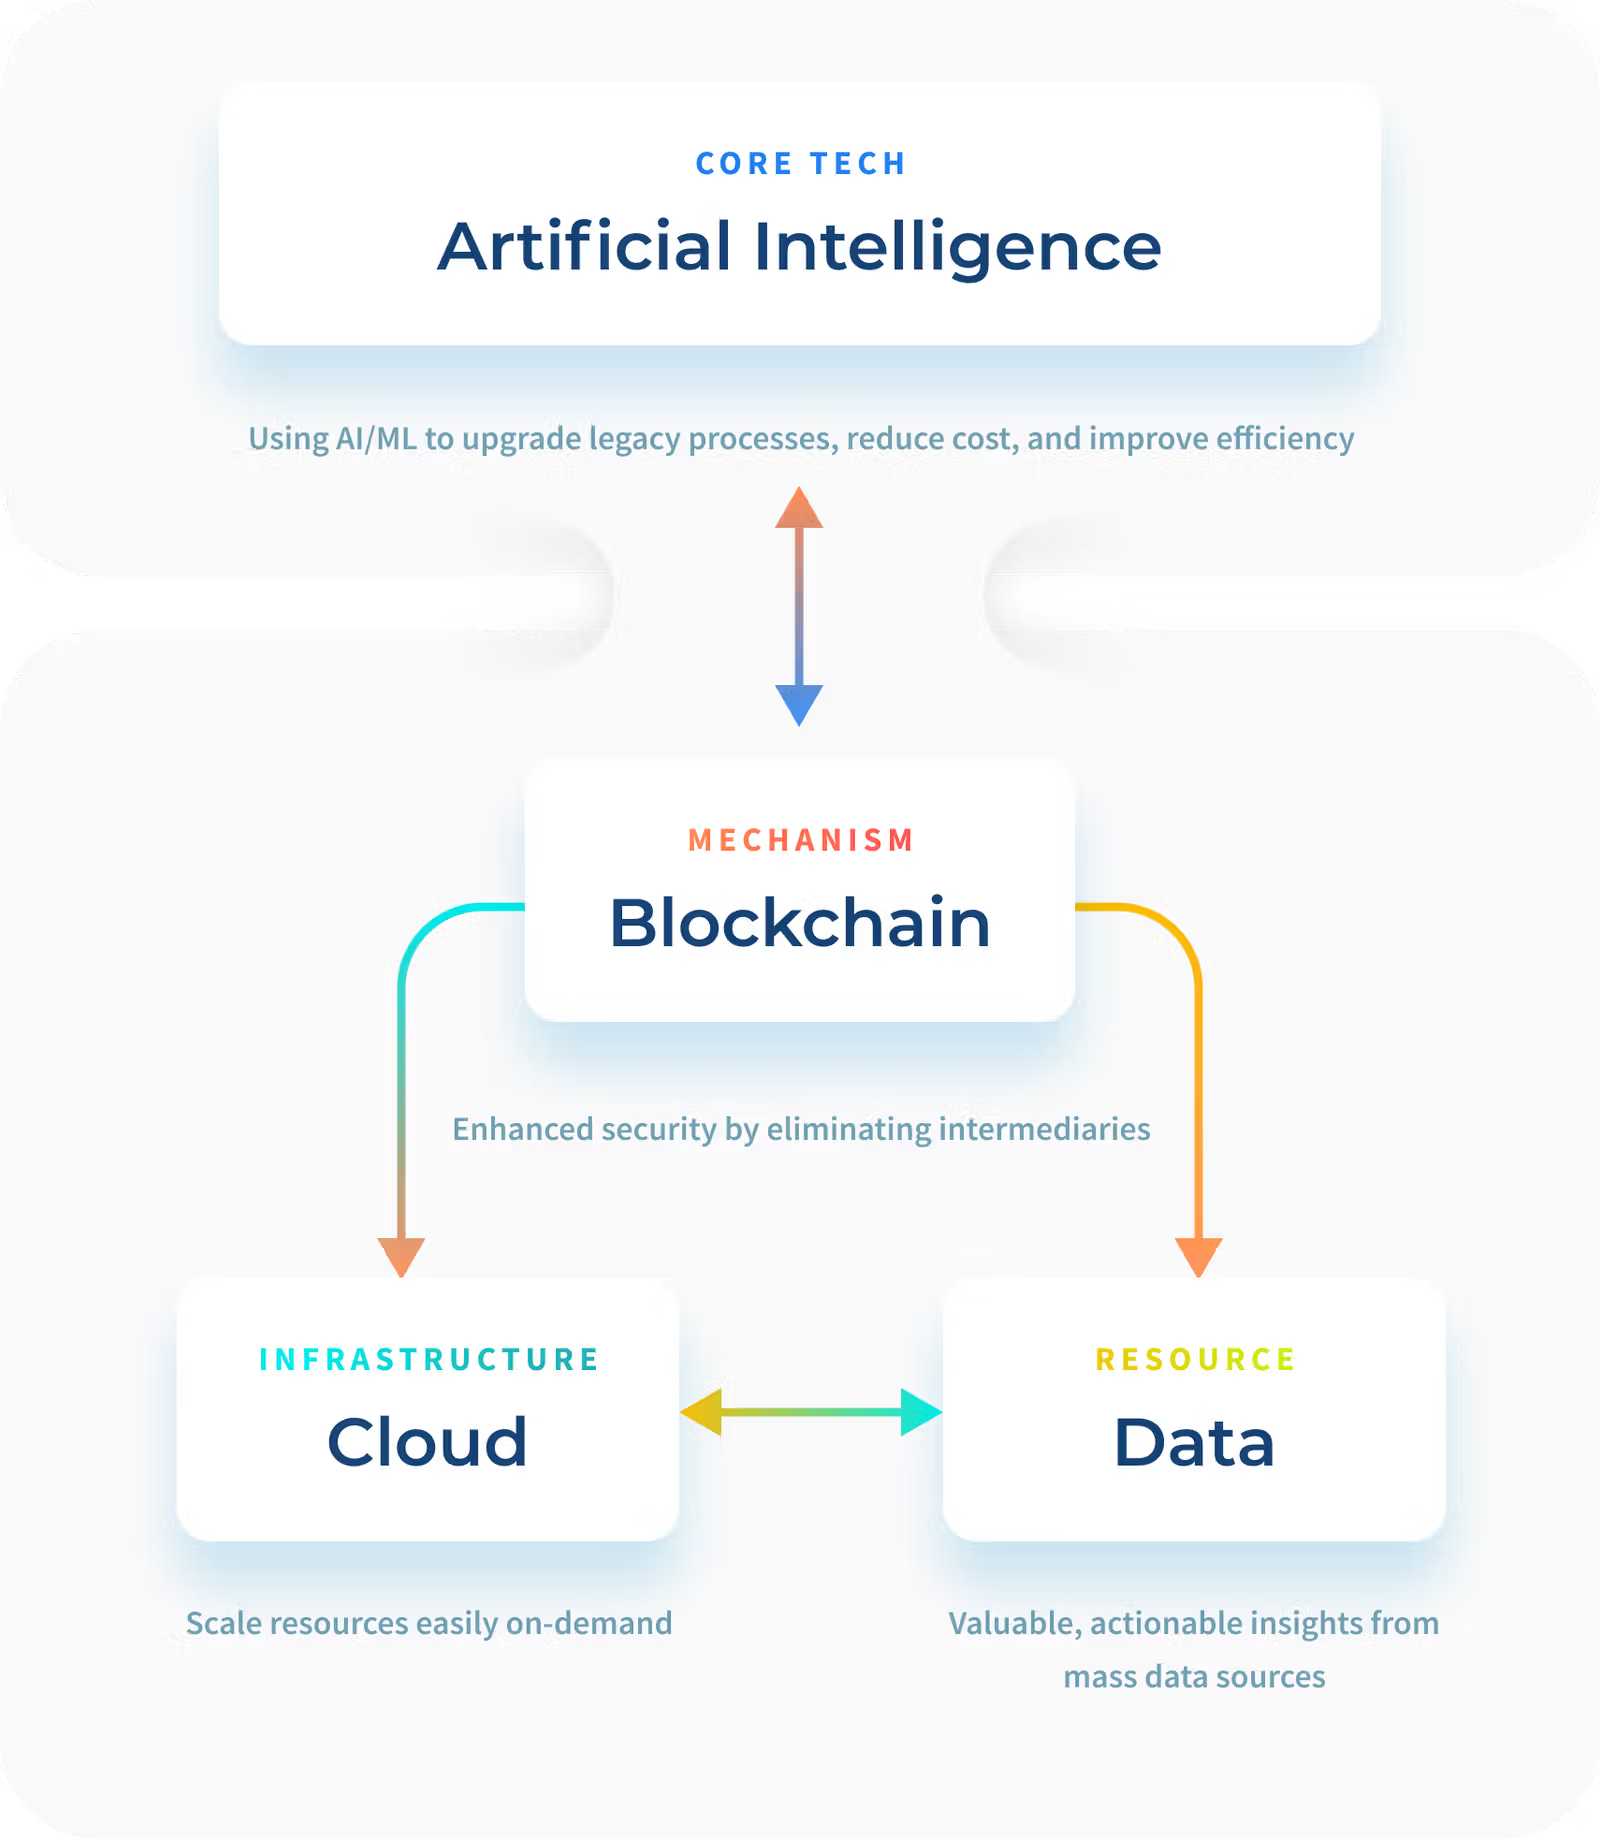 CORE TECH
Artificial Intelligence
Using AI/ML to upgrade legacy processes, reduce cost, and improve efficiency
MECHANISM
Blockchain
Enhanced security by eliminating intermediaries
INFRASTRUCTURE
Cloud
Scale resources easily on-demand
RESOURCE
Data
Valuable, actionable insights from
mass data sources